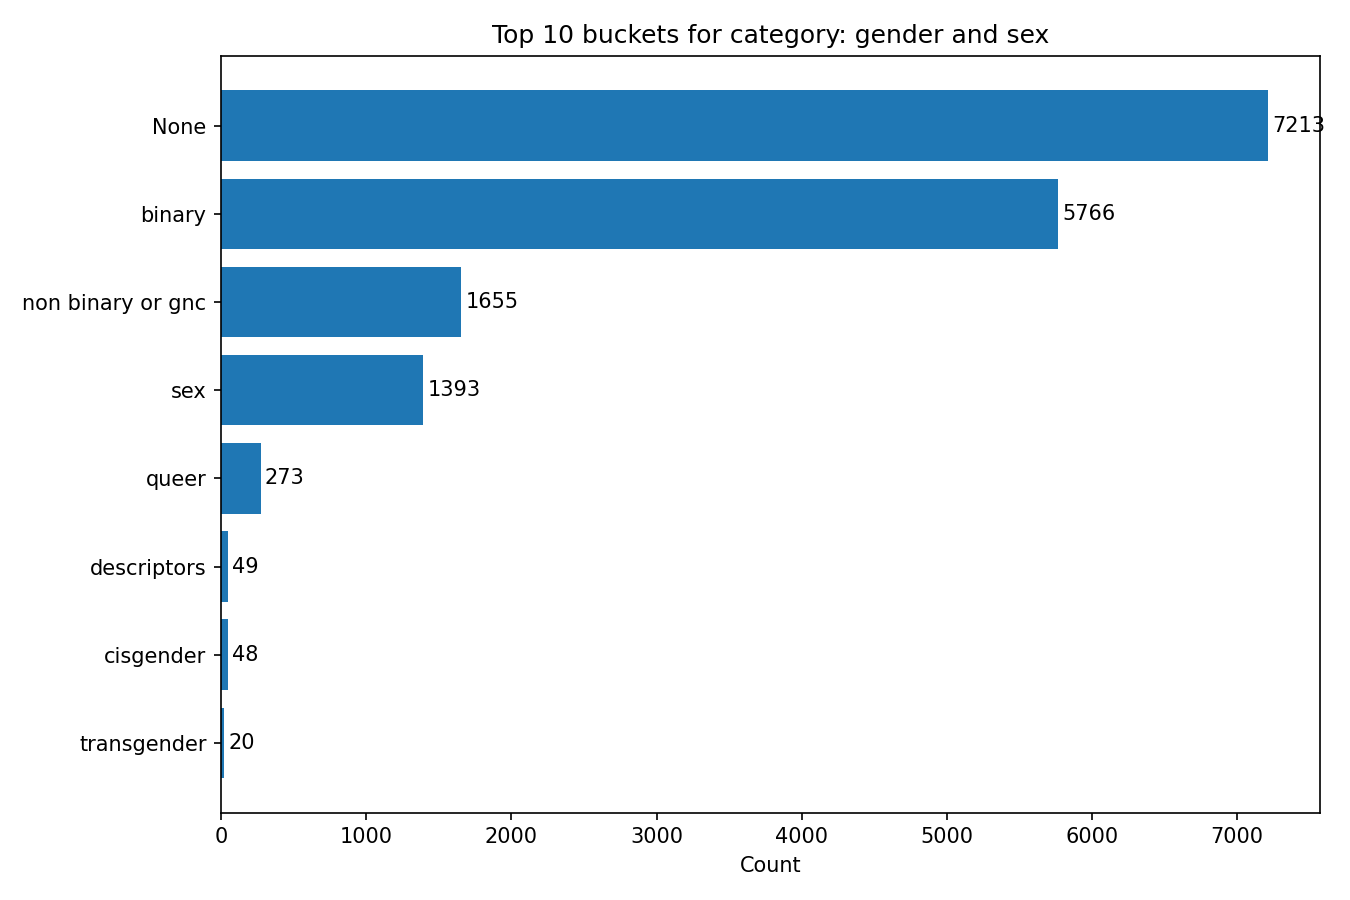 Top 10 buckets for category: gender and sex
None
7213
binary
5766
non binary or gnc
1655
sex
1393
queer
273
descriptors
49
cisgender
48
transgender
20
0 1000 2000 3000 4000 5000 6000 7000
Count